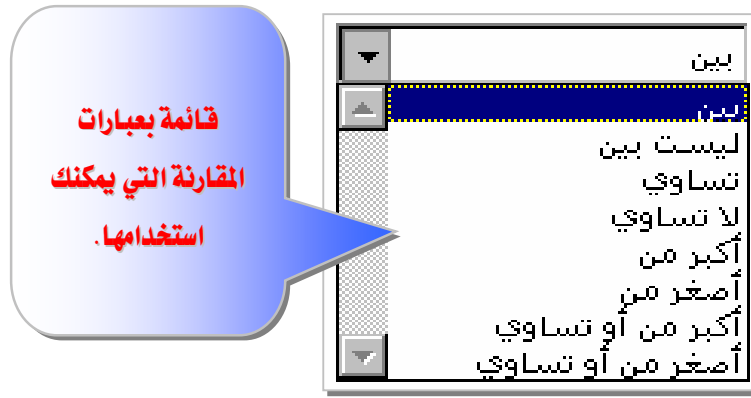 بين
بين
ليست بين
تساوي
لا تساوي
أكبر من
أصغر من
أكبر من أو تساوي
أصغر من أو تساوي
قائمة بعبارات
المقارنة التي يمكنك
استخدامها.